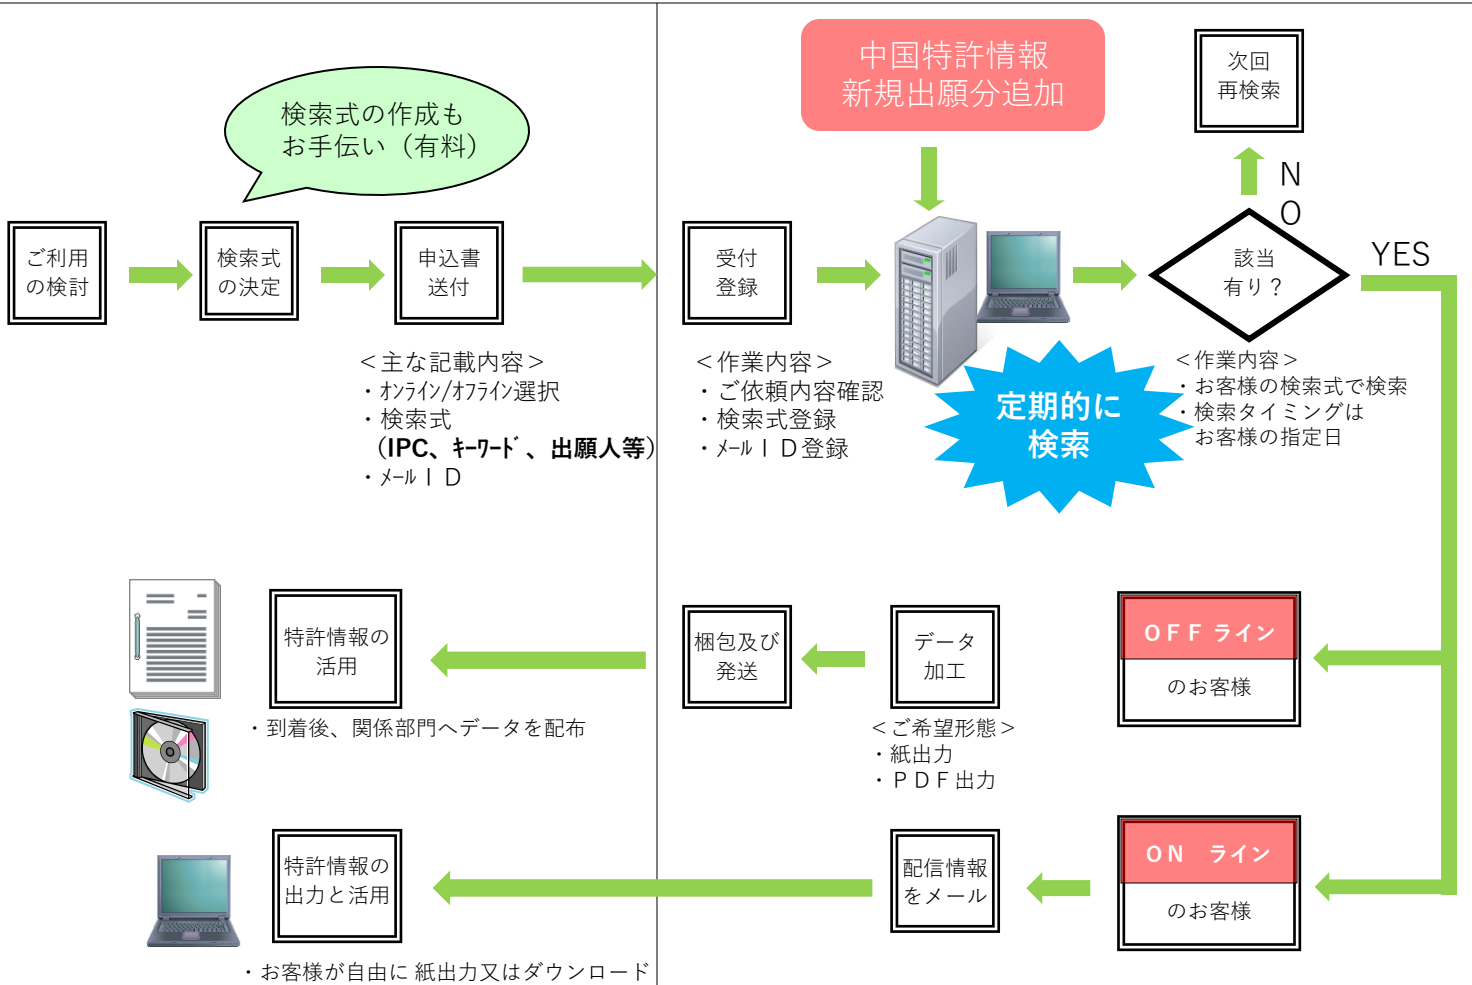 中国特許情報
新規出願分追加
次回
再検索
検索式の作成も
お手伝い（有料）
N
O
YES
ご利用
の検討
検索式
の決定
申込書
送付
受付
登録
該当
有り？
＜主な記載内容＞
・ｵﾝﾗｲﾝ/ｵﾌﾗｲﾝ選択
・検索式
（IPC、ｷｰﾜｰﾄﾞ、出願人等）
・ﾒｰﾙＩＤ
＜作業内容＞
・ご依頼内容確認
・検索式登録
・ﾒｰﾙＩＤ登録
定期的に
検索
＜作業内容＞
・お客様の検索式で検索
・検索タイミングは
お客様の指定日
ＯＦＦ ライン
のお客様
データ
加工
＜ご希望形態＞
・紙出力
・ＰＤＦ出力
梱包及び
発送
特許情報の
活用
・到着後、関係部門へデータを配布
ＯＮ　ライン
のお客様
配信情報
をメール
特許情報の
出力と活用
・お客様が自由に 紙出力又はダウンロード